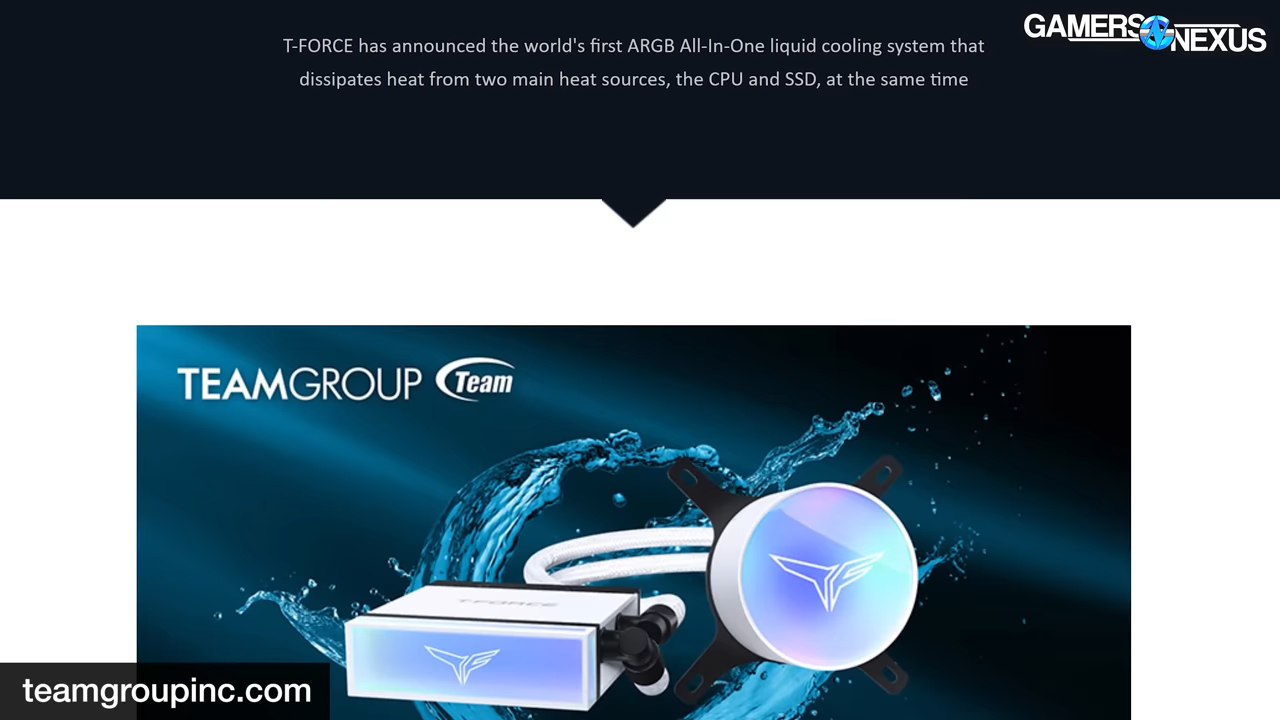 T-FORCE has announced the world's first ARGB All-In-One liquid cooling system that
dissipates heat from two main heat sources, the CPU and SSD, at the same time
GAMERS NEXUS
TEAMGROUP Team
T-FORCE
teamgroupinc.com